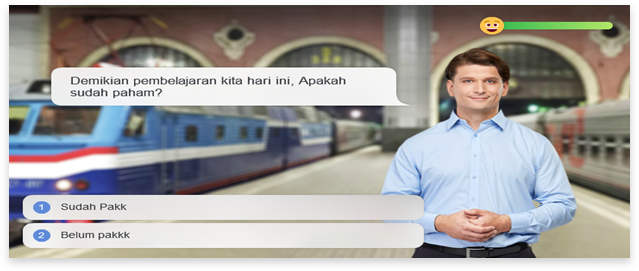 Demikian pembelajaran kita hari ini, Apakah
sudah paham?
1 Sudah Pakk
2 Belum pakkk